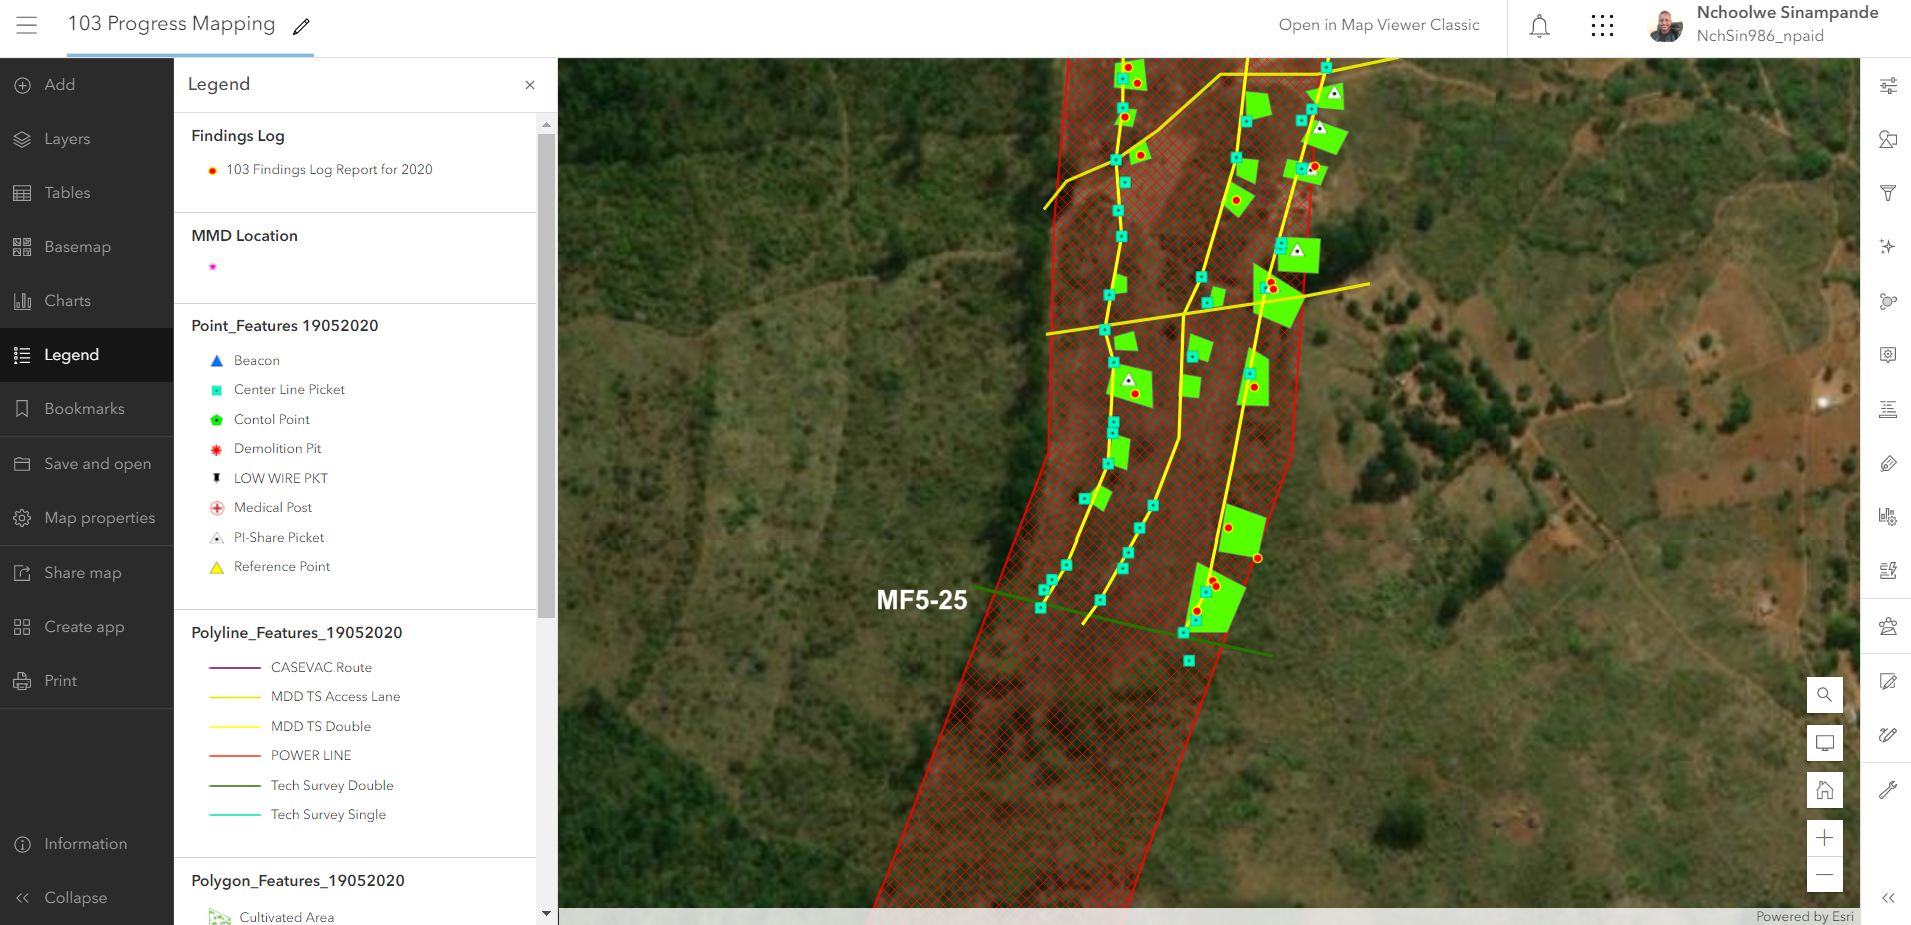 103 Progress Mapping
Open in Map Viewer Classic
Nchoolwe Sinampande
NchSin986_npaid
Add
Layers
Tables
Basemap
Charts
Legend
Bookmarks
Save and open
Map properties
Share map
Create app
Print
Information
Collapse
Legend
Findings Log
103 Findings Log Report for 2020
MMD Location
Point_Features 19052020
Beacon
Center Line Picket
Contol Point
Demolition Pit
LOW WIRE PKT
Medical Post
PI-Share Picket
Reference Point
Polyline_Features_19052020
CASEVAC Route
MDD TS Access Lane
MDD TS Double
POWER LINE
Tech Survey Double
Tech Survey Single
Polygon_Features_19052020
Cultivated Area
MF5-25
Powered by Esri